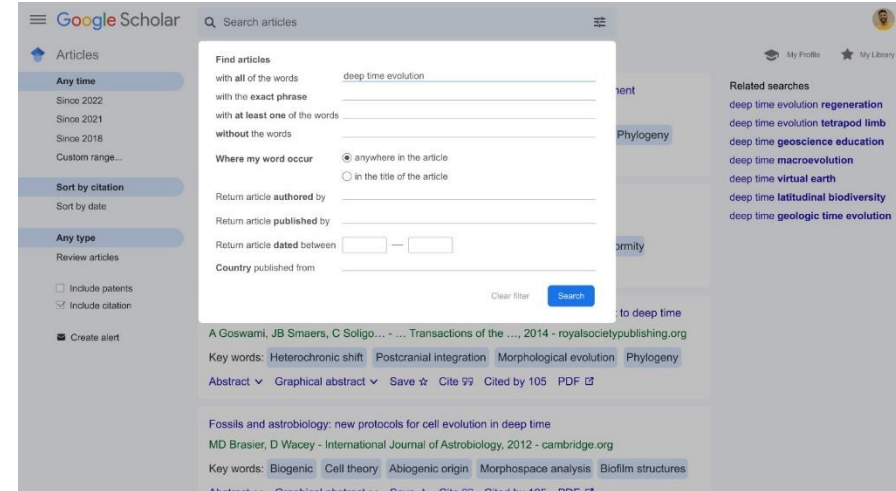 Google Scholar
Search articles
Articles
My Profile
My Library
Any time
Since 2022
Since 2021
Since 2018
Custom range...
Sort by citation
Sort by date
Any type
Review articles
Include patents
Include citation
Create alert
Find articles
with all of the words deep time evolution
with the exact phrase
with at least one of the words
without the words
Where my word occur anywhere in the article
in the title of the article
Return article authored by
Return article published by
Return article dated between —
Country published from
Clear filter Search
Phylogeny
to deep time
A Goswami, JB Smaers, C Soligo... - ... Transactions of the ..., 2014 - royalsocietypublishing.org
Key words: Heterochronic shift Postcranial integration Morphological evolution Phylogeny
Abstract Graphical abstract Save Cite Cited by 105 PDF
Fossils and astrobiology: new protocols for cell evolution in deep time
MD Brasier, D Wacey - International Journal of Astrobiology, 2012 - cambridge.org
Key words: Biogenic Cell theory Abiogenic origin Morphospace analysis Biofilm structures
Related searches
deep time evolution regeneration
deep time evolution tetrapod limb
deep time geoscience education
deep time macroevolution
deep time virtual earth
deep time latitudinal biodiversity
deep time geologic time evolution